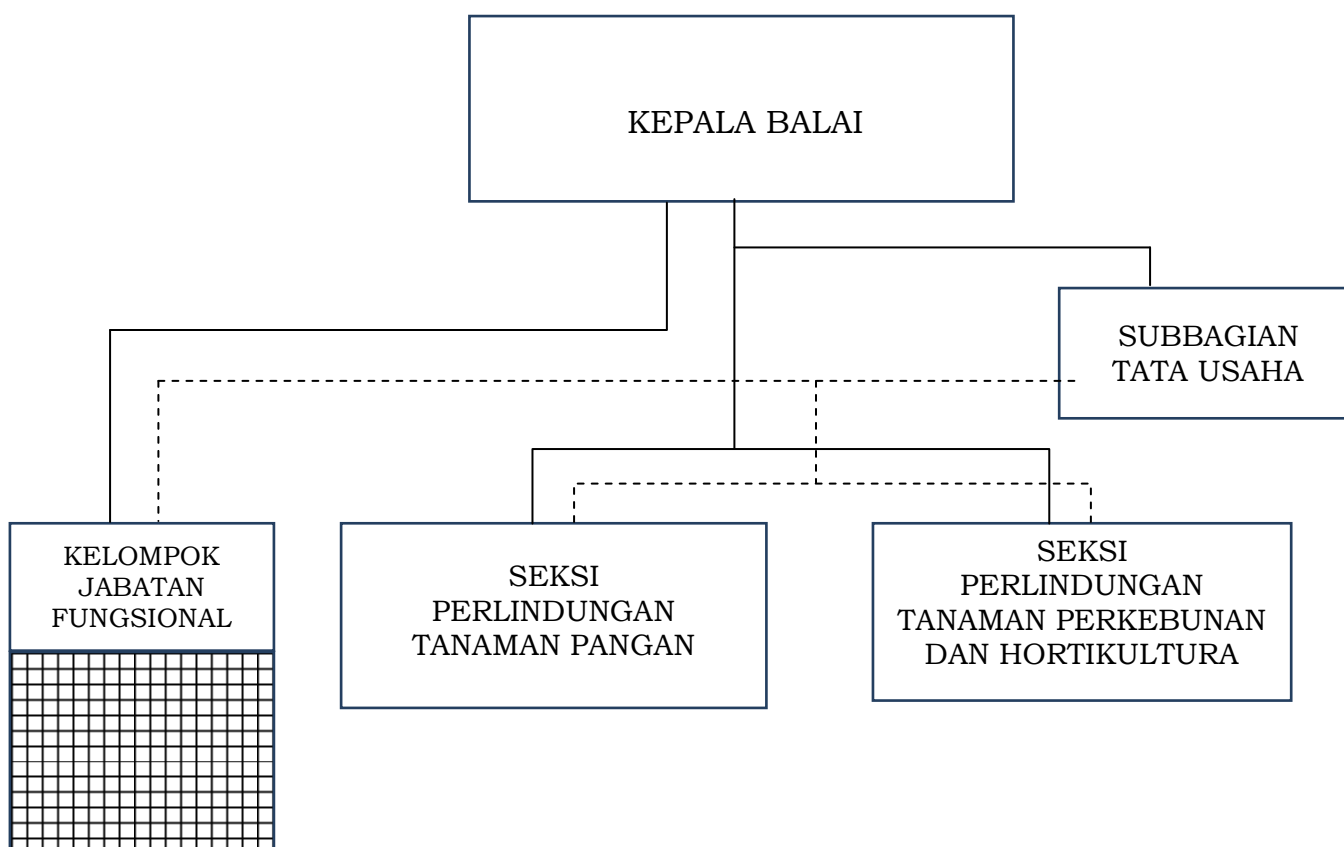 KEPALA BALAI
SUBBAGIAN
TATA USAHA
KELOMPOK
JABATAN
FUNGSIONAL
SEKSI
PERLINDUNGAN
TANAMAN PANGAN
SEKSI
PERLINDUNGAN
TANAMAN PERKEBUNAN
DAN HORTIKULTURA